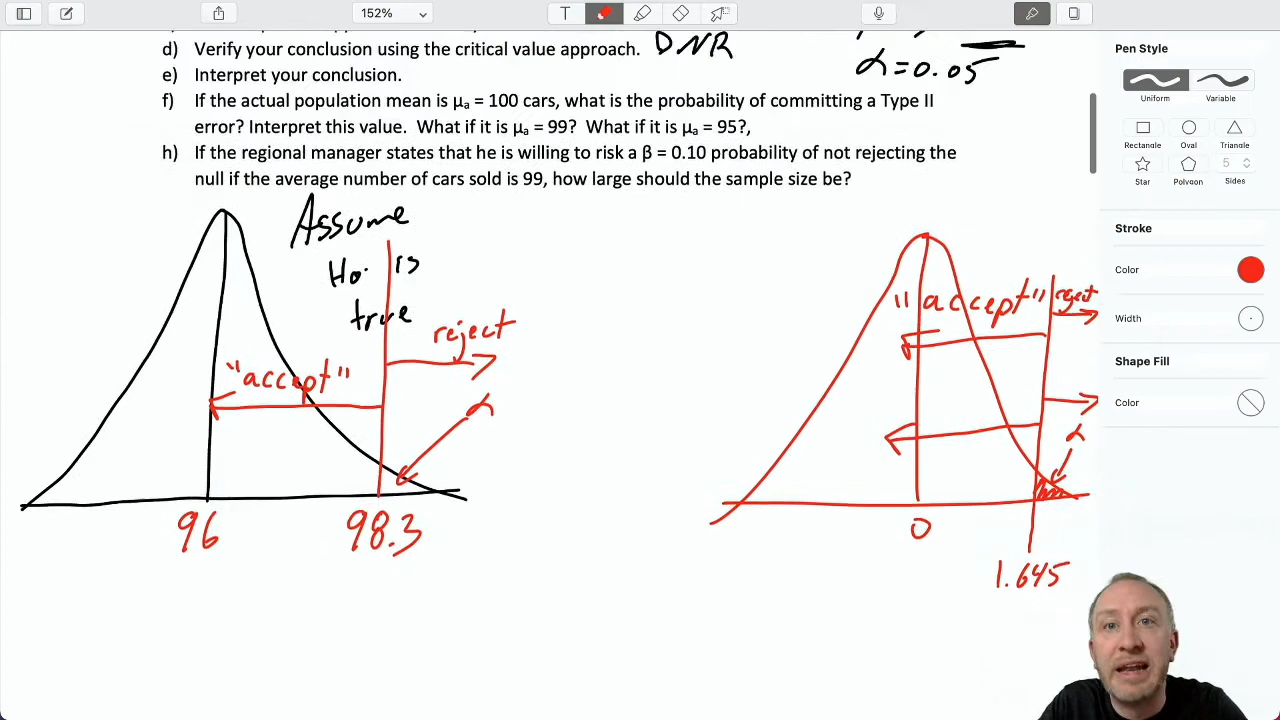 152%
T
d) Verify your conclusion using the critical value approach. DNR
α = 0.05
e) Interpret your conclusion.
f) If the actual population mean is μa = 100 cars, what is the probability of committing a Type II
error? Interpret this value. What if it is μa = 99? What if it is μa = 95?,
h) If the regional manager states that he is willing to risk a β = 0.10 probability of not rejecting the
null if the average number of cars sold is 99, how large should the sample size be?
Assume
Ho is
true
reject
"accept"
α
96
98.3
"accept"
reject
α
0
1.645
Pen Style
Uniform
Variable
Rectangle
Oval
Triangle
Star
Polygon
5
Sides
Stroke
Color
Width
Shape Fill
Color